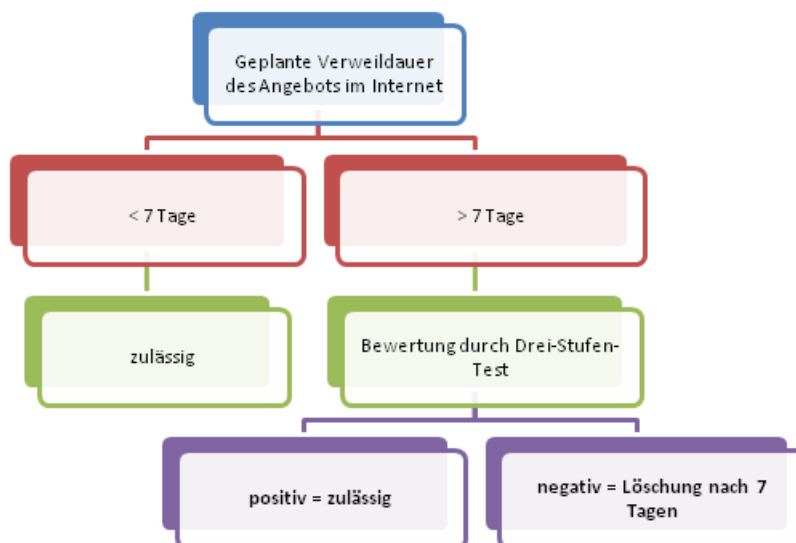 Geplante Verweildauer
des Angebots im Internet
< 7 Tage
> 7 Tage
zulässig
Bewertung durch Drei-Stufen-
Test
positiv = zulässig
negativ = Löschung nach 7
Tagen